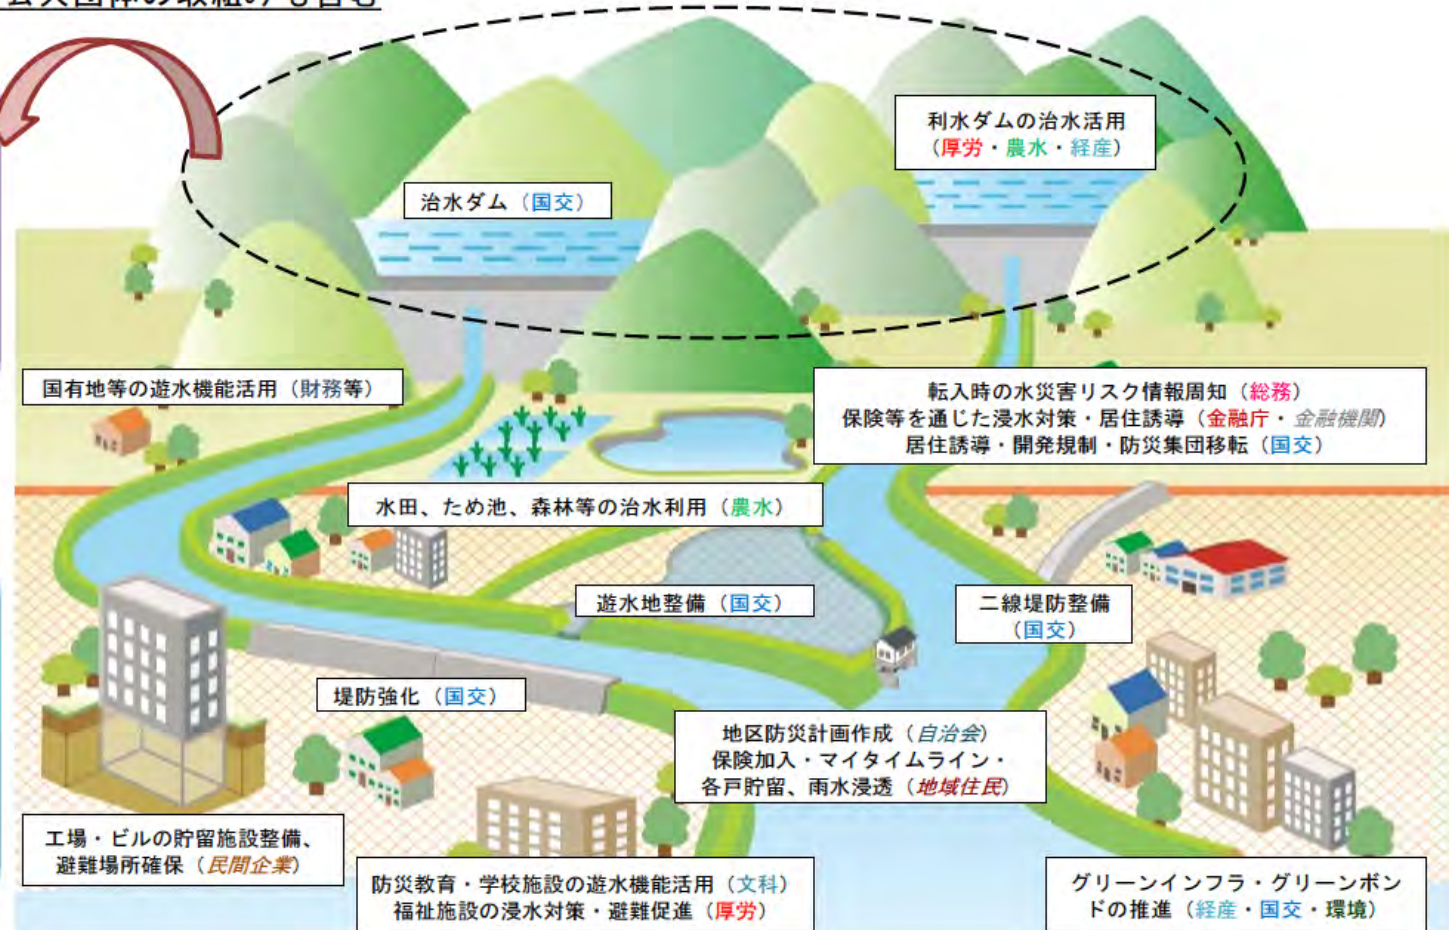 公共団体の取組みも含む
利水ダムの治水活用
（厚労・農水・経産）
治水ダム（国交）
国有地等の遊水機能活用（財務等）
転入時の水災害リスク情報周知（総務）
保険等を通じた浸水対策・居住誘導（金融庁・金融機関）
居住誘導・開発規制・防災集団移転（国交）
水田、ため池、森林等の治水利用（農水）
遊水地整備（国交）
二線堤防整備
（国交）
堤防強化（国交）
地区防災計画作成（自治会）
保険加入・マイタイムライン・
各戸貯留、雨水浸透（地域住民）
工場・ビルの貯留施設整備、
避難場所確保（民間企業）
防災教育・学校施設の遊水機能活用（文科）
福祉施設の浸水対策・避難促進（厚労）
グリーンインフラ・グリーンボン
ドの推進（経産・国交・環境）